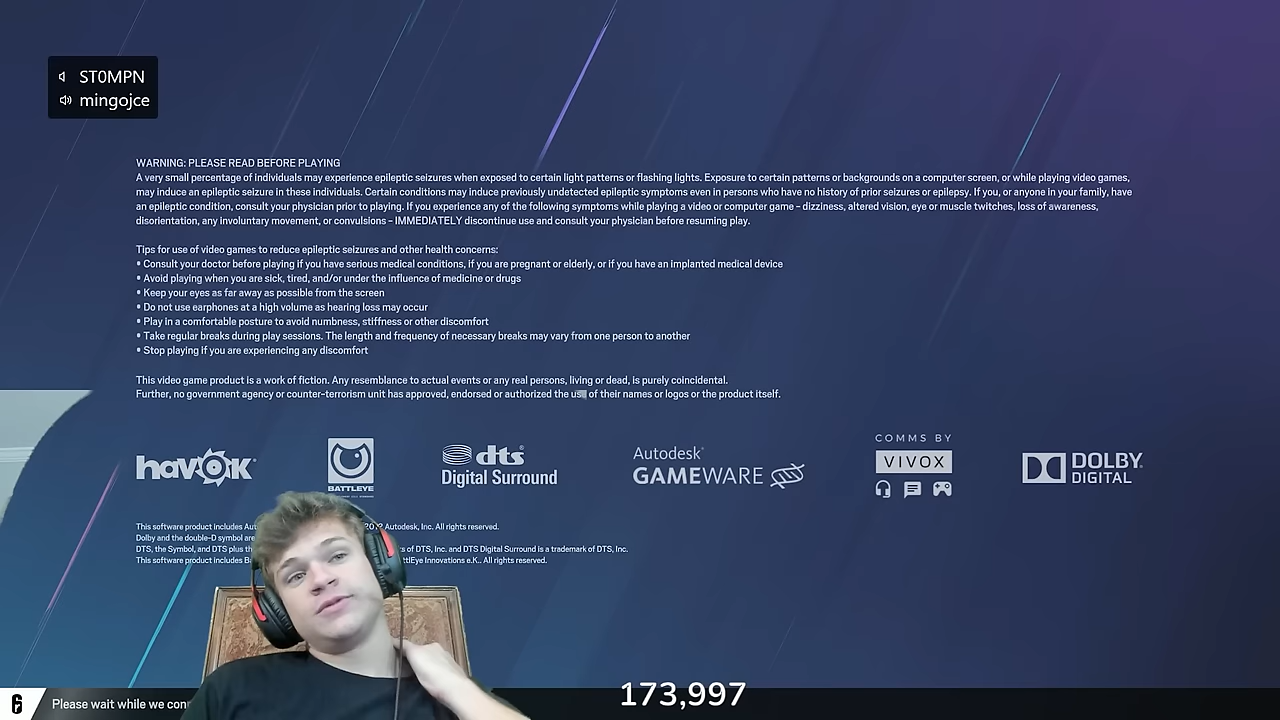 ST0MPN
mingojce
WARNING: PLEASE READ BEFORE PLAYING
A very small percentage of individuals may experience epileptic seizures when exposed to certain light patterns or flashing lights. Exposure to certain patterns or backgrounds on a computer screen, or while playing video games,
may induce an epileptic seizure in these individuals. Certain conditions may induce previously undetected epileptic symptoms even in persons who have no history of prior seizures or epilepsy. If you, or anyone in your family, have
an epileptic condition, consult your physician prior to playing. If you experience any of the following symptoms while playing a video or computer game - dizziness, altered vision, eye or muscle twitches, loss of awareness,
disorientation, any involuntary movement, or convulsions - IMMEDIATELY discontinue use and consult your physician before resuming play.
Tips for use of video games to reduce epileptic seizures and other health concerns:
• Consult your doctor before playing if you have serious medical conditions, if you are pregnant or elderly, or if you have an implanted medical device
• Avoid playing when you are sick, tired, and/or under the influence of medicine or drugs
• Keep your eyes as far away as possible from the screen
• Do not use earphones at a high volume as hearing loss may occur
• Play in a comfortable posture to avoid numbness, stiffness or other discomfort
• Take regular breaks during play sessions. The length and frequency of necessary breaks may vary from one person to another
• Stop playing If you are experiencing any discomfort
This video game product is a work of fiction. Any resemblance to actual events or any real persons, living or dead, is purely coincidental.
Further, no government agency or counter-terrorism unit has approved, endorsed or authorized the use of their names or logos or the product itself.
havok
BATTLEYE
dts
Digital Surround
Autodesk®
GAMEWARE
COMMS BY
VIVOX
DOLBY
DIGITAL
This software product includes Aut Autodesk, Inc. All rights reserved.
Dolby and the double-D symbol are
DTS, the Symbol, and DTS plus th s of DTS, Inc. and DTS Digital Surround is a trademark of DTS, Inc.
This software product includes Ba ttlEye Innovations e.K.. All rights reserved.
Please wait while we con
173,997